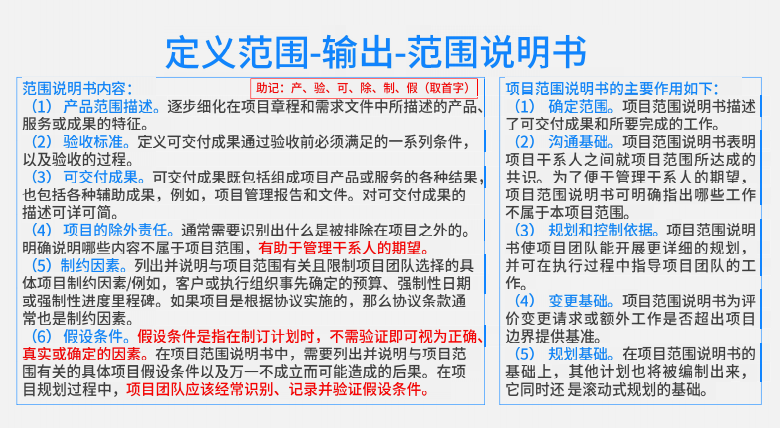 定义范围-输出-范围说明书
范围说明书内容：
助记：产、验、可、除、制、假（取首字）
（1） 产品范围描述。逐步细化在项目章程和需求文件中所描述的产品、
服务或成果的特征。
（2） 验收标准。定义可交付成果通过验收前必须满足的一系列条件，
以及验收的过程。
（3） 可交付成果。可交付成果既包括组成项目产品或服务的各种结果，
也包括各种辅助成果，例如，项目管理报告和文件。对可交付成果的
描述可详可简。
（4） 项目的除外责任。通常需要识别出什么是被排除在项目之外的。
明确说明哪些内容不属于项目范围，有助于管理干系人的期望。
（5）制约因素。列出并说明与项目范围有关且限制项目团队选择的具
体项目制约因素/例如，客户或执行组织事先确定的预算、强制性日期
或强制性进度里程碑。如果项目是根据协议实施的，那么协议条款通
常也是制约因素。
（6） 假设条件。假设条件是指在制订计划时，不需验证即可视为正确、
真实或确定的因素。在项目范围说明书中，需要列出并说明与项目范
围有关的具体项目假设条件以及万一不成立而可能造成的后果。在项
目规划过程中，项目团队应该经常识别、记录并验证假设条件。
项目范围说明书的主要作用如下：
（1） 确定范围。项目范围说明书描述
了可交付成果和所要完成的工作。
（2） 沟通基础。项目范围说明书表明
项目干系人之间就项目范围所达成的
共识。为了便于管理干系人的期望，
项目范围说明书可明确指出哪些工作
不属于本项目范围。
（3） 规划和控制依据。项目范围说明
书使项目团队能开展更详细的规划，
并可在执行过程中指导项目团队的工
作。
（4） 变更基础。项目范围说明书为评
价变更请求或额外工作是否超出项目
边界提供基准。
（5） 规划基础。在项目范围说明书的
基础上，其他计划也将被编制出来，
它同时还是滚动式规划的基础。